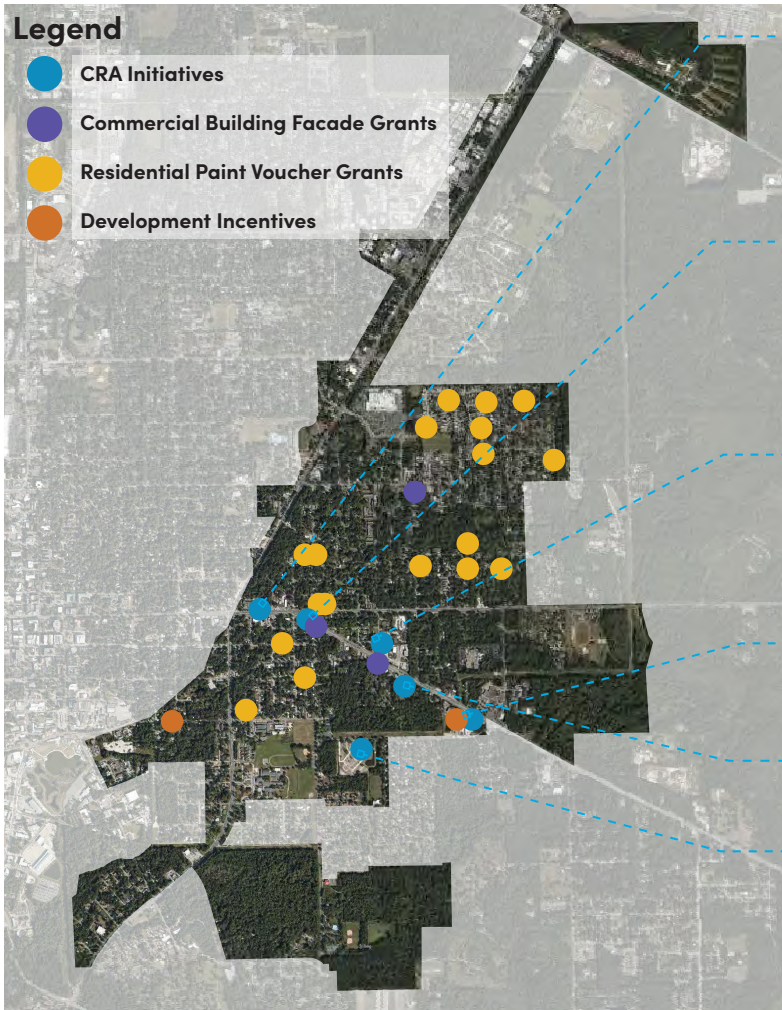 Legend
CRA Initiatives
Commercial Building Facade Grants
Residential Paint Voucher Grants
Development Incentives